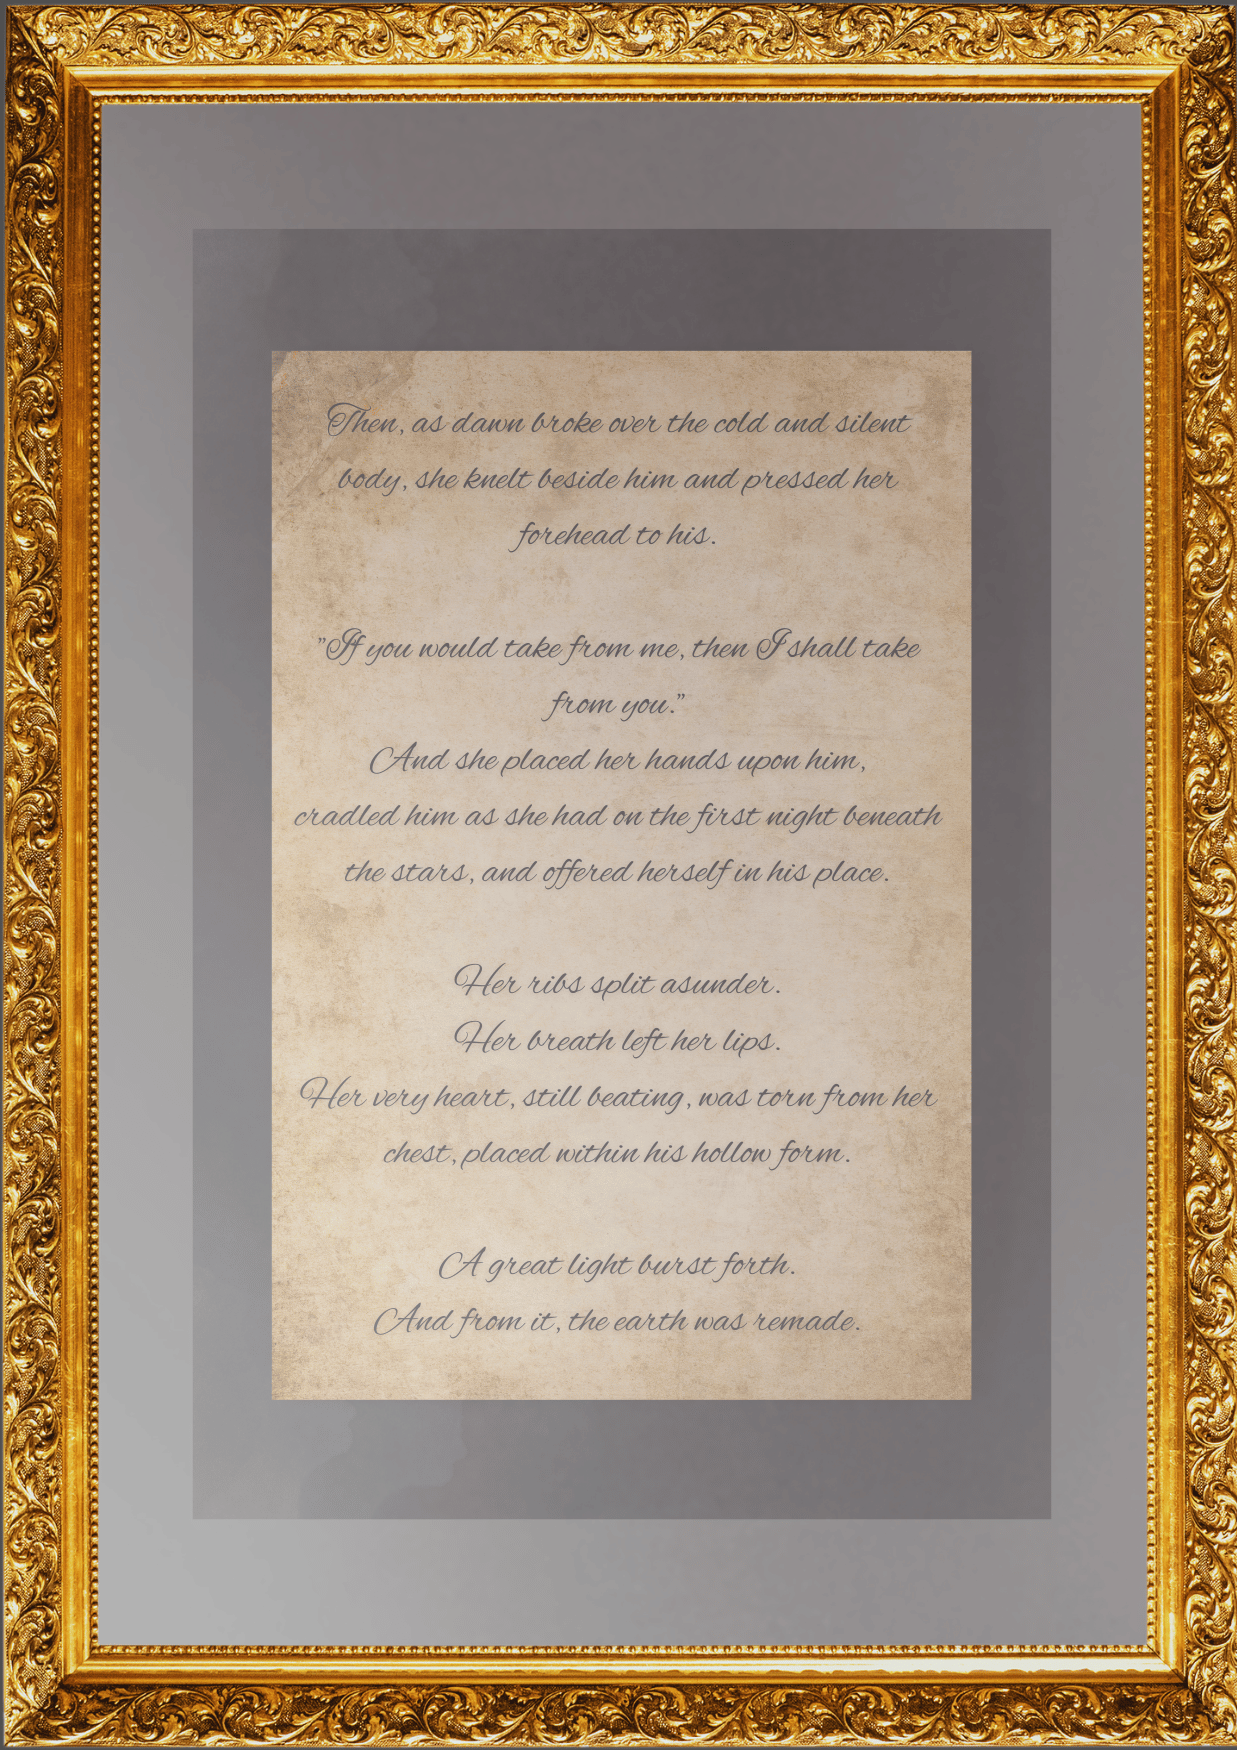 Then, as dawn broke over the cold and silent
body, she knelt beside him and pressed her
forehead to his.
"If you would take from me, then I shall take
from you."
And she placed her hands upon him,
cradled him as she had on the first night beneath
the stars, and offered herself in his place.
Her ribs split asunder.
Her breath left her lips.
Her very heart, still beating, was torn from her
chest, placed within his hollow form.
A great light burst forth.
And from it, the earth was remade.